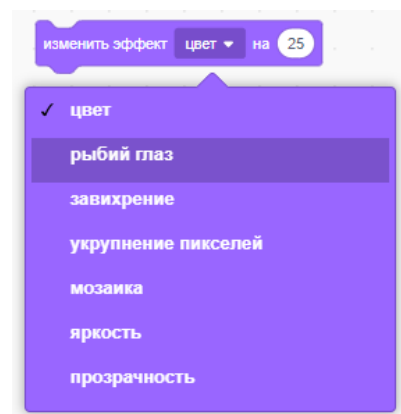 изменить эффект цвет на 25
✓ цвет
рыбий глаз
завихрение
укрупнение пикселей
мозаика
яркость
прозрачность